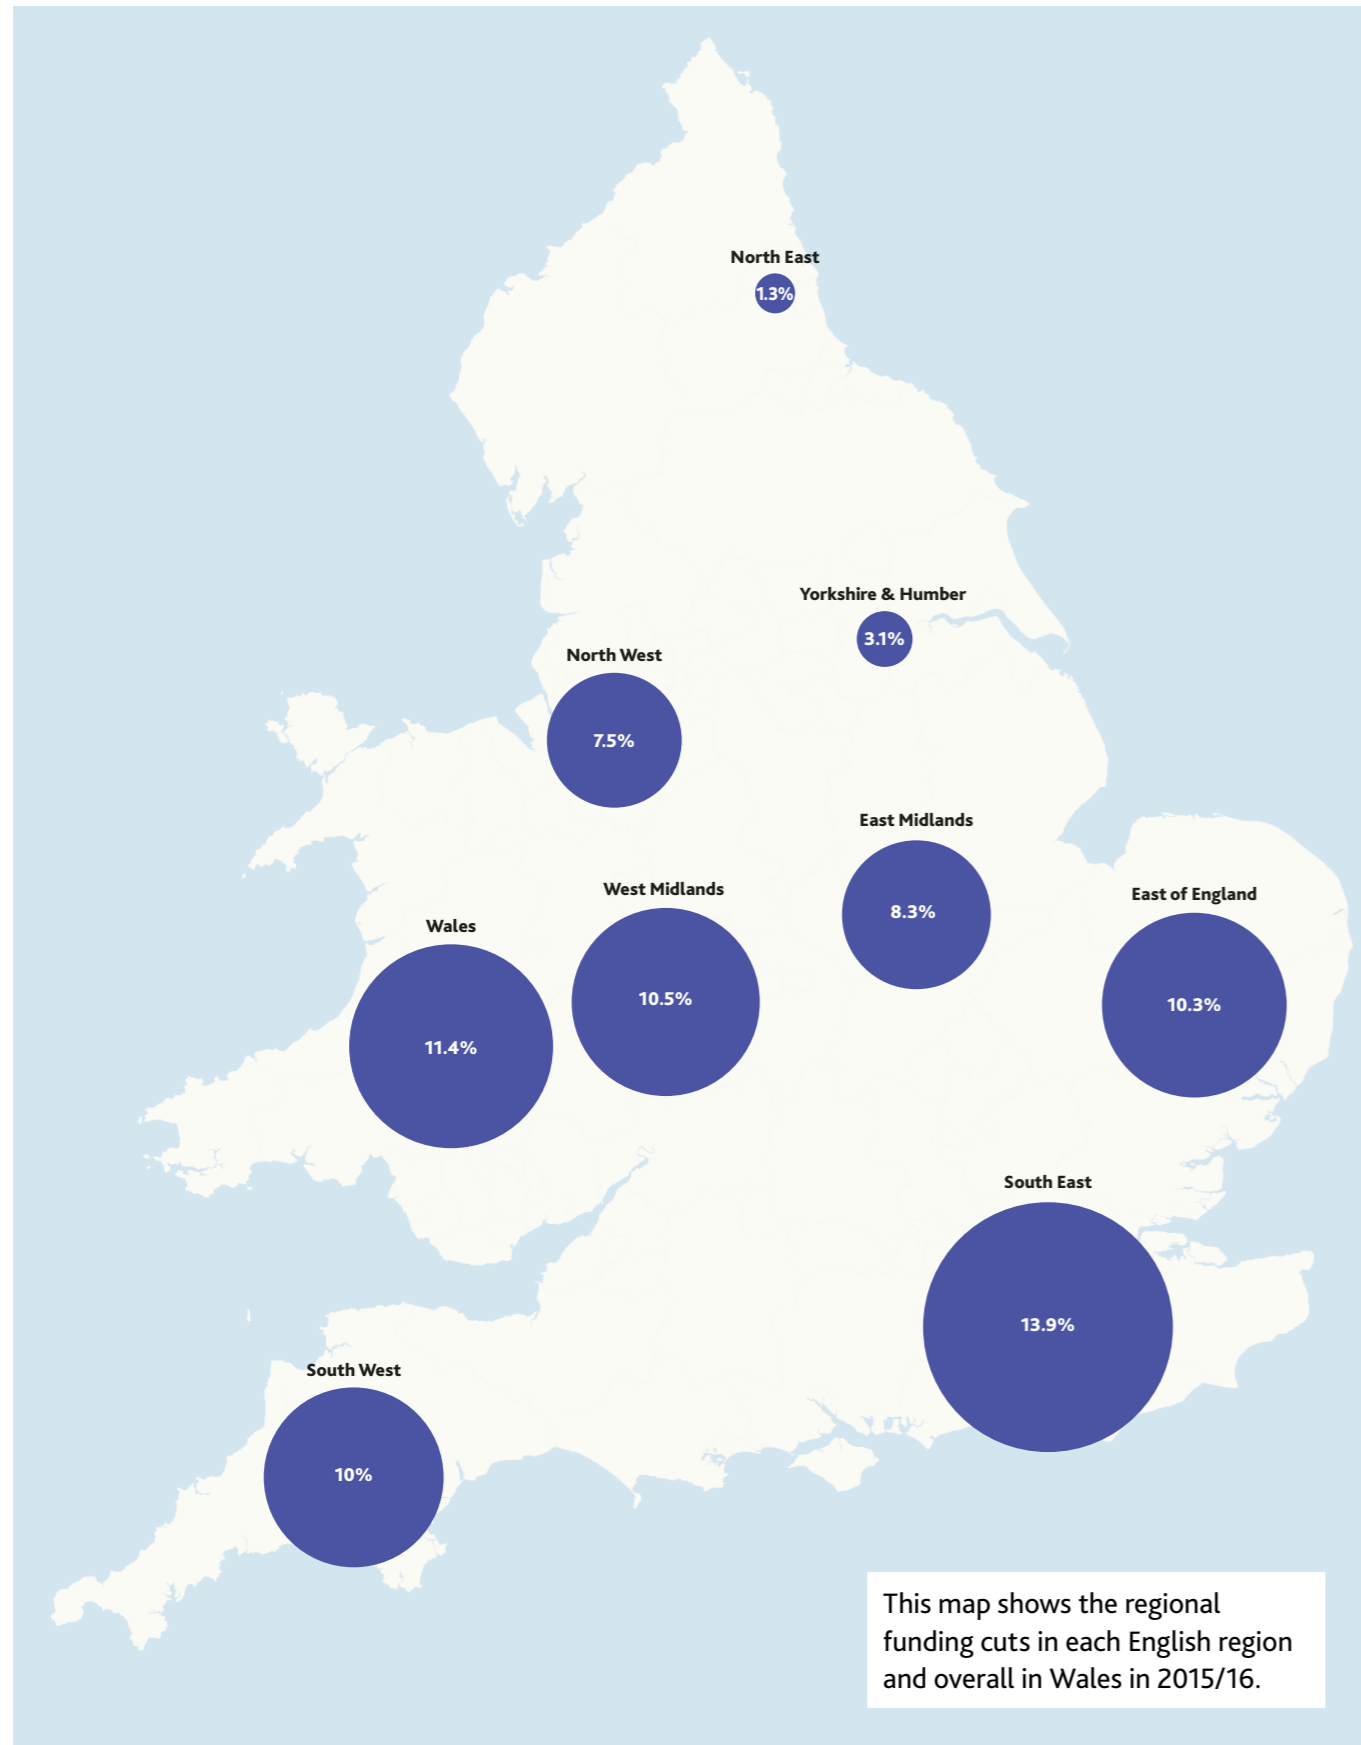 North East
1.3%
Yorkshire & Humber
3.1%
North West
7.5%
East Midlands
8.3%
West Midlands
10.5%
East of England
10.3%
Wales
11.4%
South East
13.9%
South West
10%
This map shows the regional
funding cuts in each English region
and overall in Wales in 2015/16.